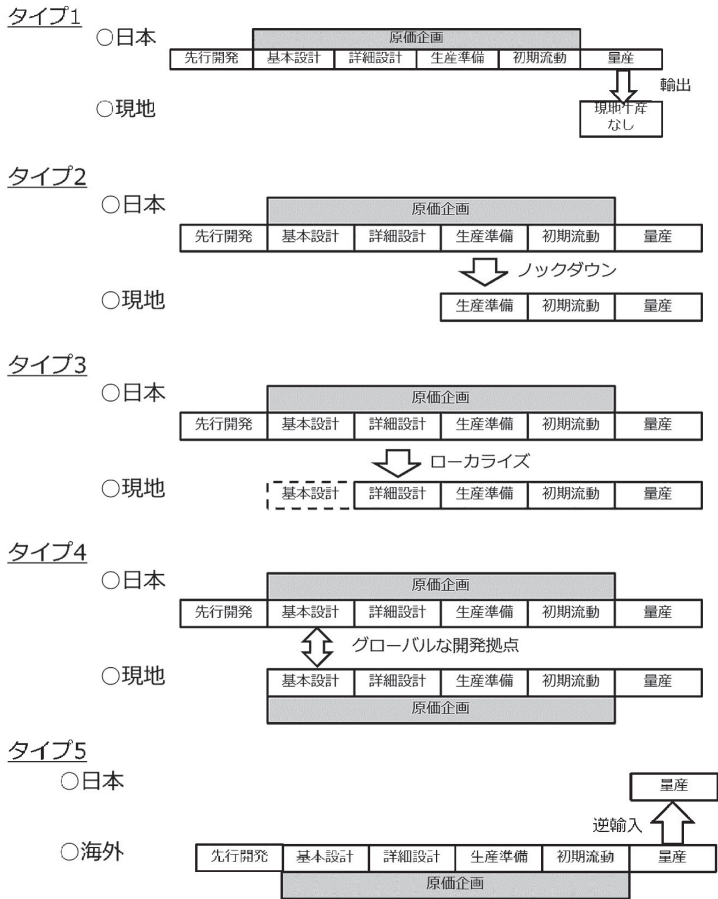 タイプ1
○日本
原価企画
先行開発 基本設計 詳細設計 生産準備 初期流動 量産
輸出
○現地
現地生産
なし
タイプ2
○日本
原価企画
先行開発 基本設計 詳細設計 生産準備 初期流動 量産
ノックダウン
○現地
生産準備 初期流動 量産
タイプ3
○日本
原価企画
先行開発 基本設計 詳細設計 生産準備 初期流動 量産
ローカライズ
○現地
基本設計 詳細設計 生産準備 初期流動 量産
タイプ4
○日本
原価企画
先行開発 基本設計 詳細設計 生産準備 初期流動 量産
グローバルな開発拠点
○現地
基本設計 詳細設計 生産準備 初期流動 量産
原価企画
タイプ5
○日本
量産
逆輸入
○海外
先行開発 基本設計 詳細設計 生産準備 初期流動 量産
原価企画